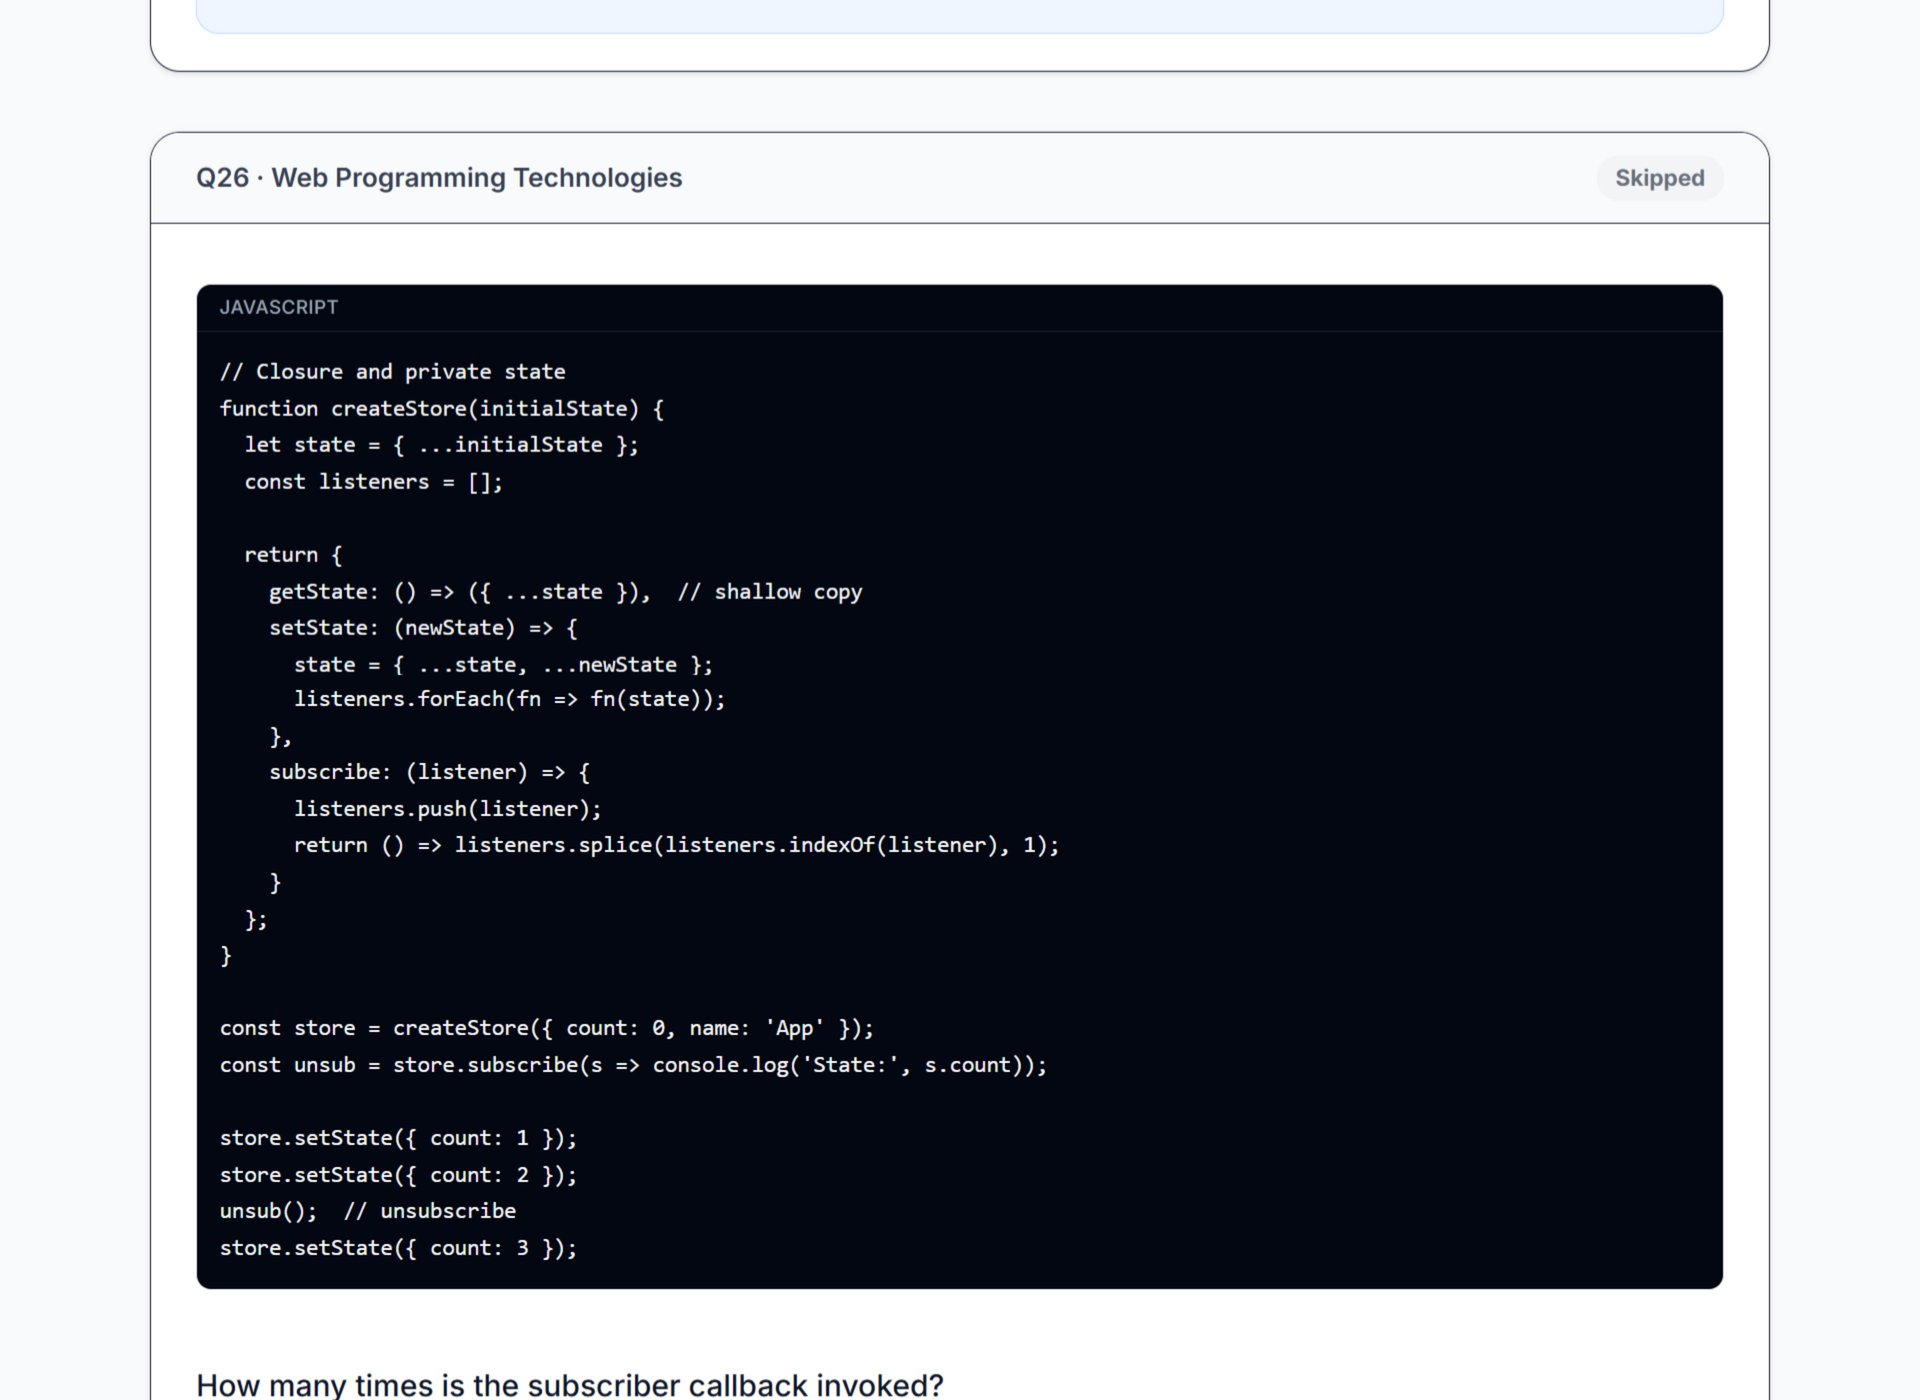 Q26 · Web Programming Technologies
Skipped
JAVASCRIPT
// Closure and private state
function createStore(initialState) {
  let state = { ...initialState };
  const listeners = [];

  return {
    getState: () => ({ ...state }),  // shallow copy
    setState: (newState) => {
      state = { ...state, ...newState };
      listeners.forEach(fn => fn(state));
    },
    subscribe: (listener) => {
      listeners.push(listener);
      return () => listeners.splice(listeners.indexOf(listener), 1);
    }
  };
}

const store = createStore({ count: 0, name: 'App' });
const unsub = store.subscribe(s => console.log('State:', s.count));

store.setState({ count: 1 });
store.setState({ count: 2 });
unsub();  // unsubscribe
store.setState({ count: 3 });
How many times is the subscriber callback invoked?